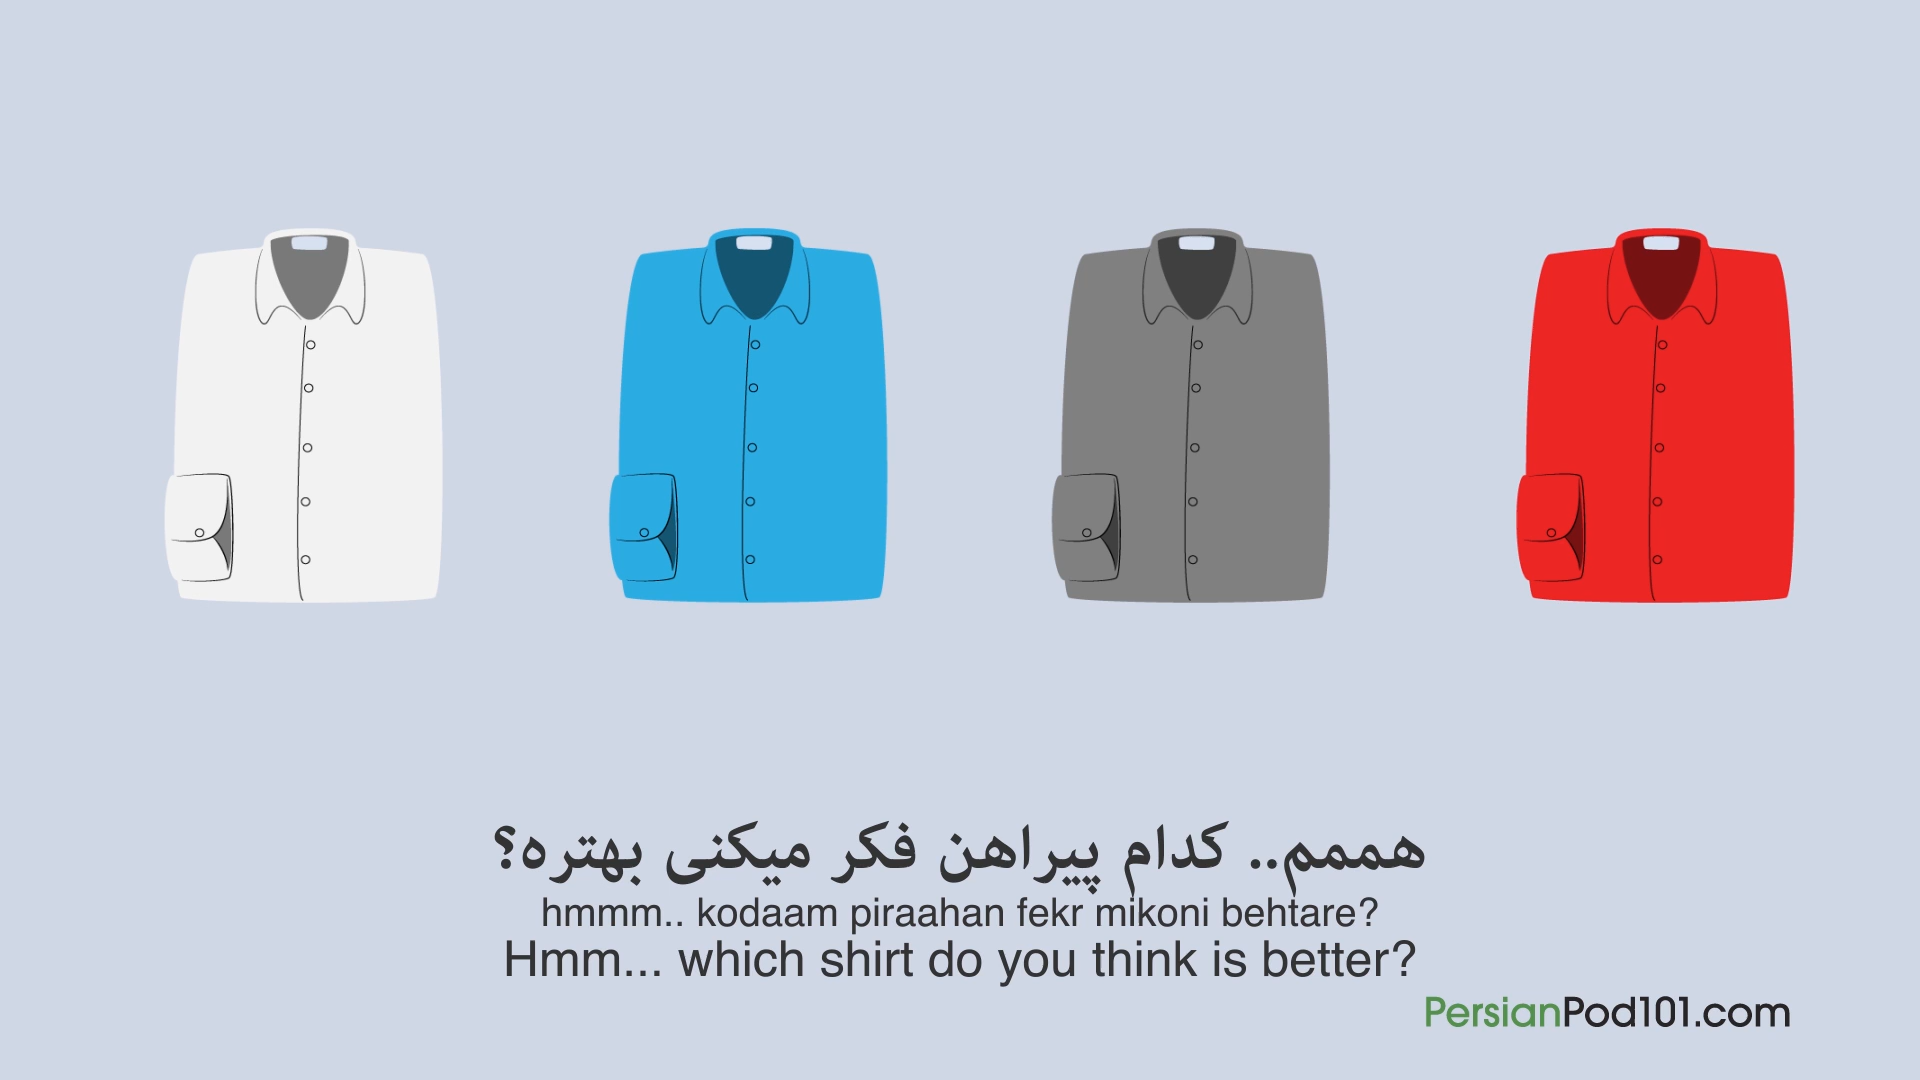 هممم.. کدام پیراهن فکر میکنی بهتره؟
hmmm.. kodaam piraahan fekr mikoni behtare?
Hmm... which shirt do you think is better?
PersianPod101.com